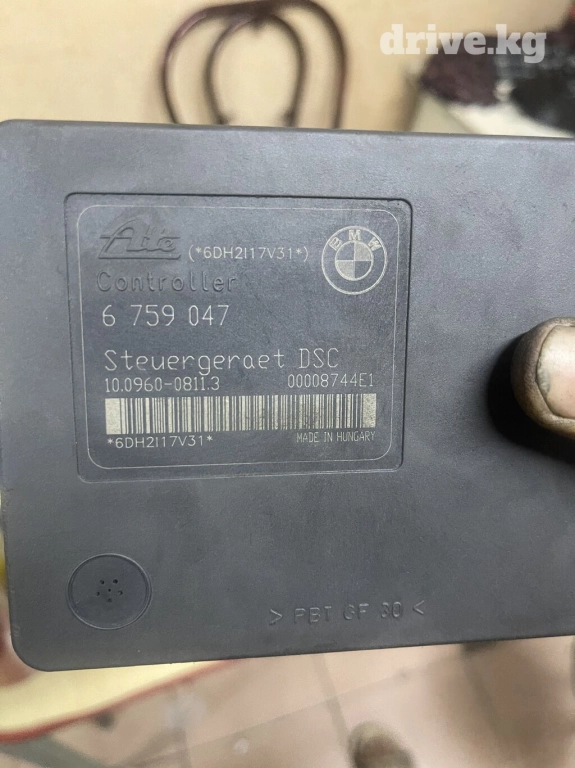 drive.kg
Ate (*6DH2I17V31*) BMW
Controller
6 759 047
Steuergeraet DSC
10.0960-0811.3 00008744E1
*6DH2I17V31* MADE IN HUNGARY
> PBT GF 30 <